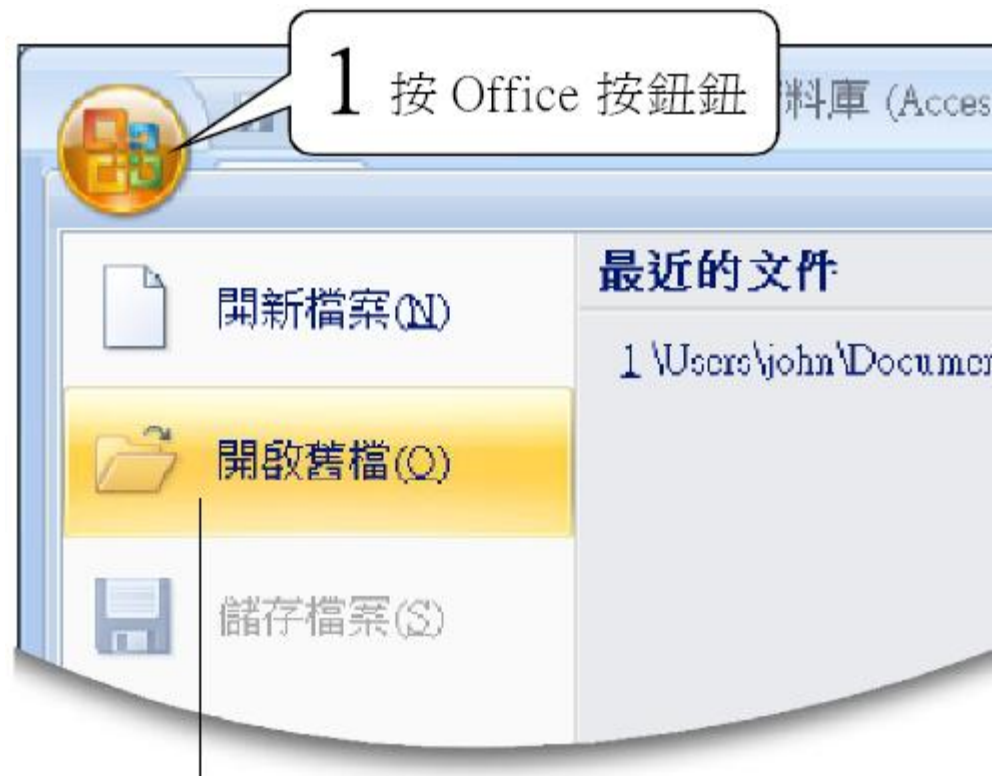 1 按 Office 按鈕鈕
料庫 (Acces
開新檔案(N)
最近的文件
1 \Users\john\Documen
開啟舊檔(O)
儲存檔案(S)